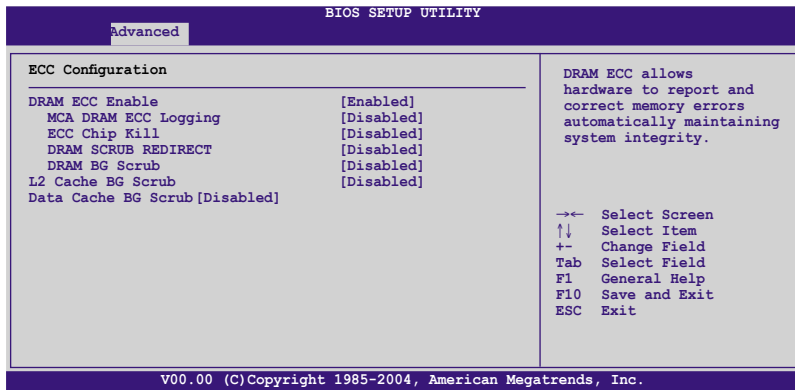 BIOS SETUP UTILITY
Advanced
ECC Configuration
DRAM ECC Enable [Enabled]
MCA DRAM ECC Logging [Disabled]
ECC Chip Kill [Disabled]
DRAM SCRUB REDIRECT [Disabled]
DRAM BG Scrub [Disabled]
L2 Cache BG Scrub [Disabled]
Data Cache BG Scrub [Disabled]
DRAM ECC allows
hardware to report and
correct memory errors
automatically maintaining
system integrity.
→← Select Screen
↑↓ Select Item
+- Change Field
Tab Select Field
F1 General Help
F10 Save and Exit
ESC Exit
V00.00 (C)Copyright 1985-2004, American Megatrends, Inc.